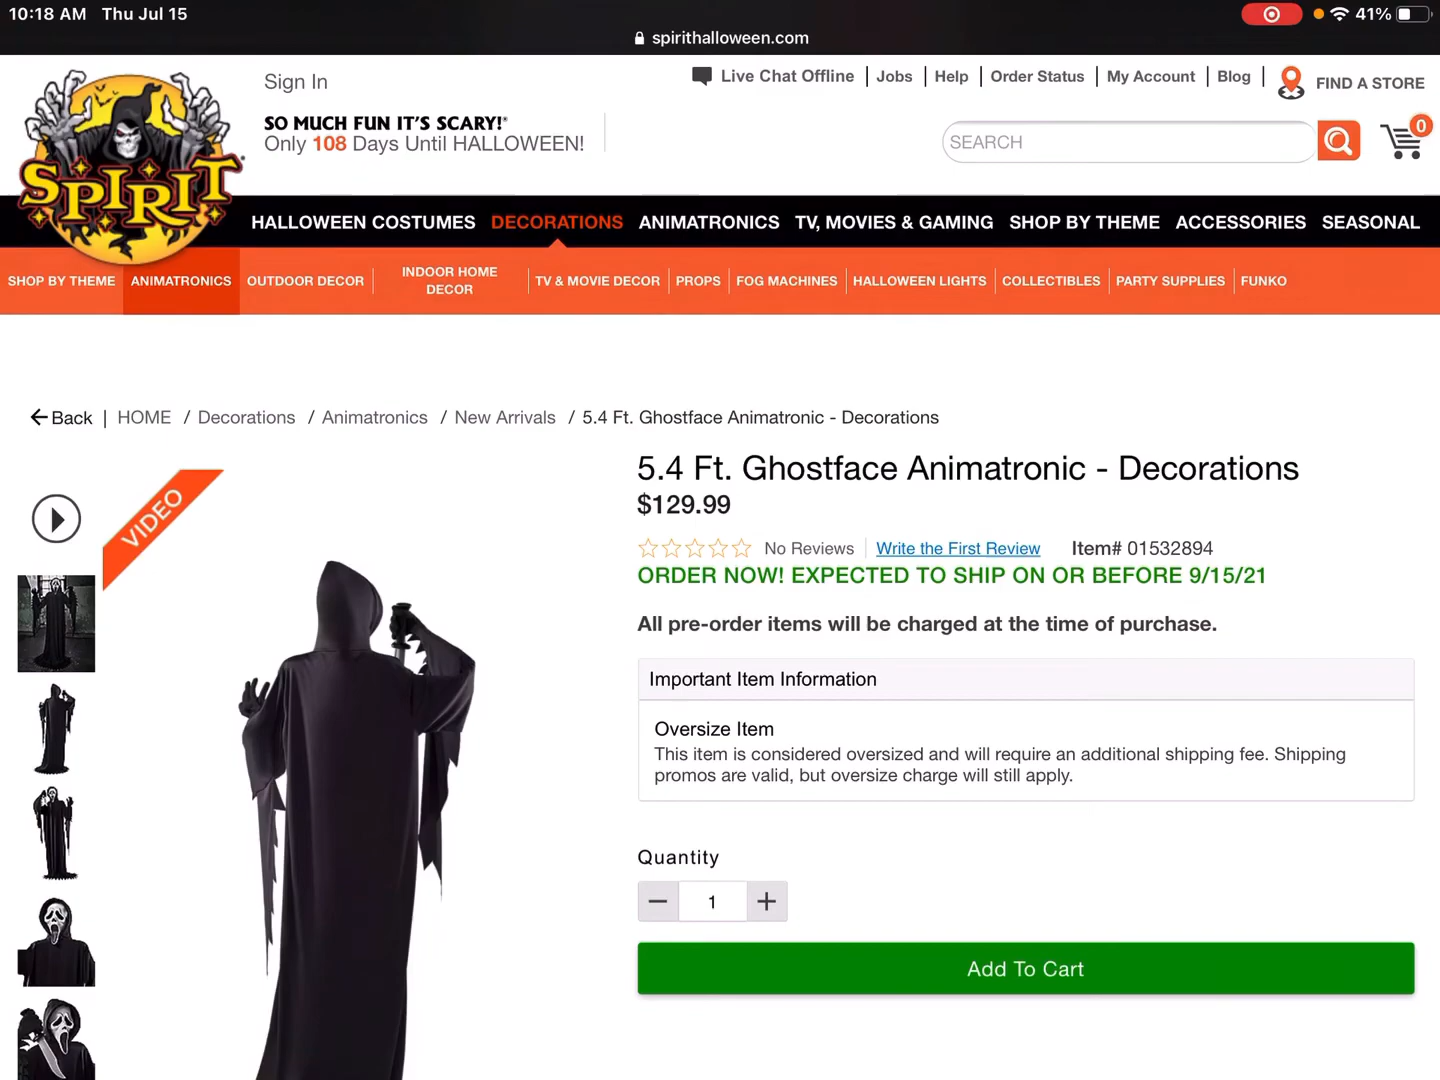 10:18 AM Thu Jul 15
41%
spirithalloween.com
SPIRIT
Sign In
SO MUCH FUN IT'S SCARY!®
Only 108 Days Until HALLOWEEN!
Live Chat Offline | Jobs | Help | Order Status | My Account | Blog | FIND A STORE
SEARCH
0
HALLOWEEN COSTUMES DECORATIONS ANIMATRONICS TV, MOVIES & GAMING SHOP BY THEME ACCESSORIES SEASONAL
SHOP BY THEME ANIMATRONICS OUTDOOR DECOR | INDOOR HOME DECOR | TV & MOVIE DECOR | PROPS | FOG MACHINES | HALLOWEEN LIGHTS | COLLECTIBLES | PARTY SUPPLIES | FUNKO
Back | HOME / Decorations / Animatronics / New Arrivals / 5.4 Ft. Ghostface Animatronic - Decorations
VIDEO
5.4 Ft. Ghostface Animatronic - Decorations
$129.99
No Reviews | Write the First Review Item# 01532894
ORDER NOW! EXPECTED TO SHIP ON OR BEFORE 9/15/21
All pre-order items will be charged at the time of purchase.
Important Item Information
Oversize Item
This item is considered oversized and will require an additional shipping fee. Shipping
promos are valid, but oversize charge will still apply.
Quantity
1
Add To Cart